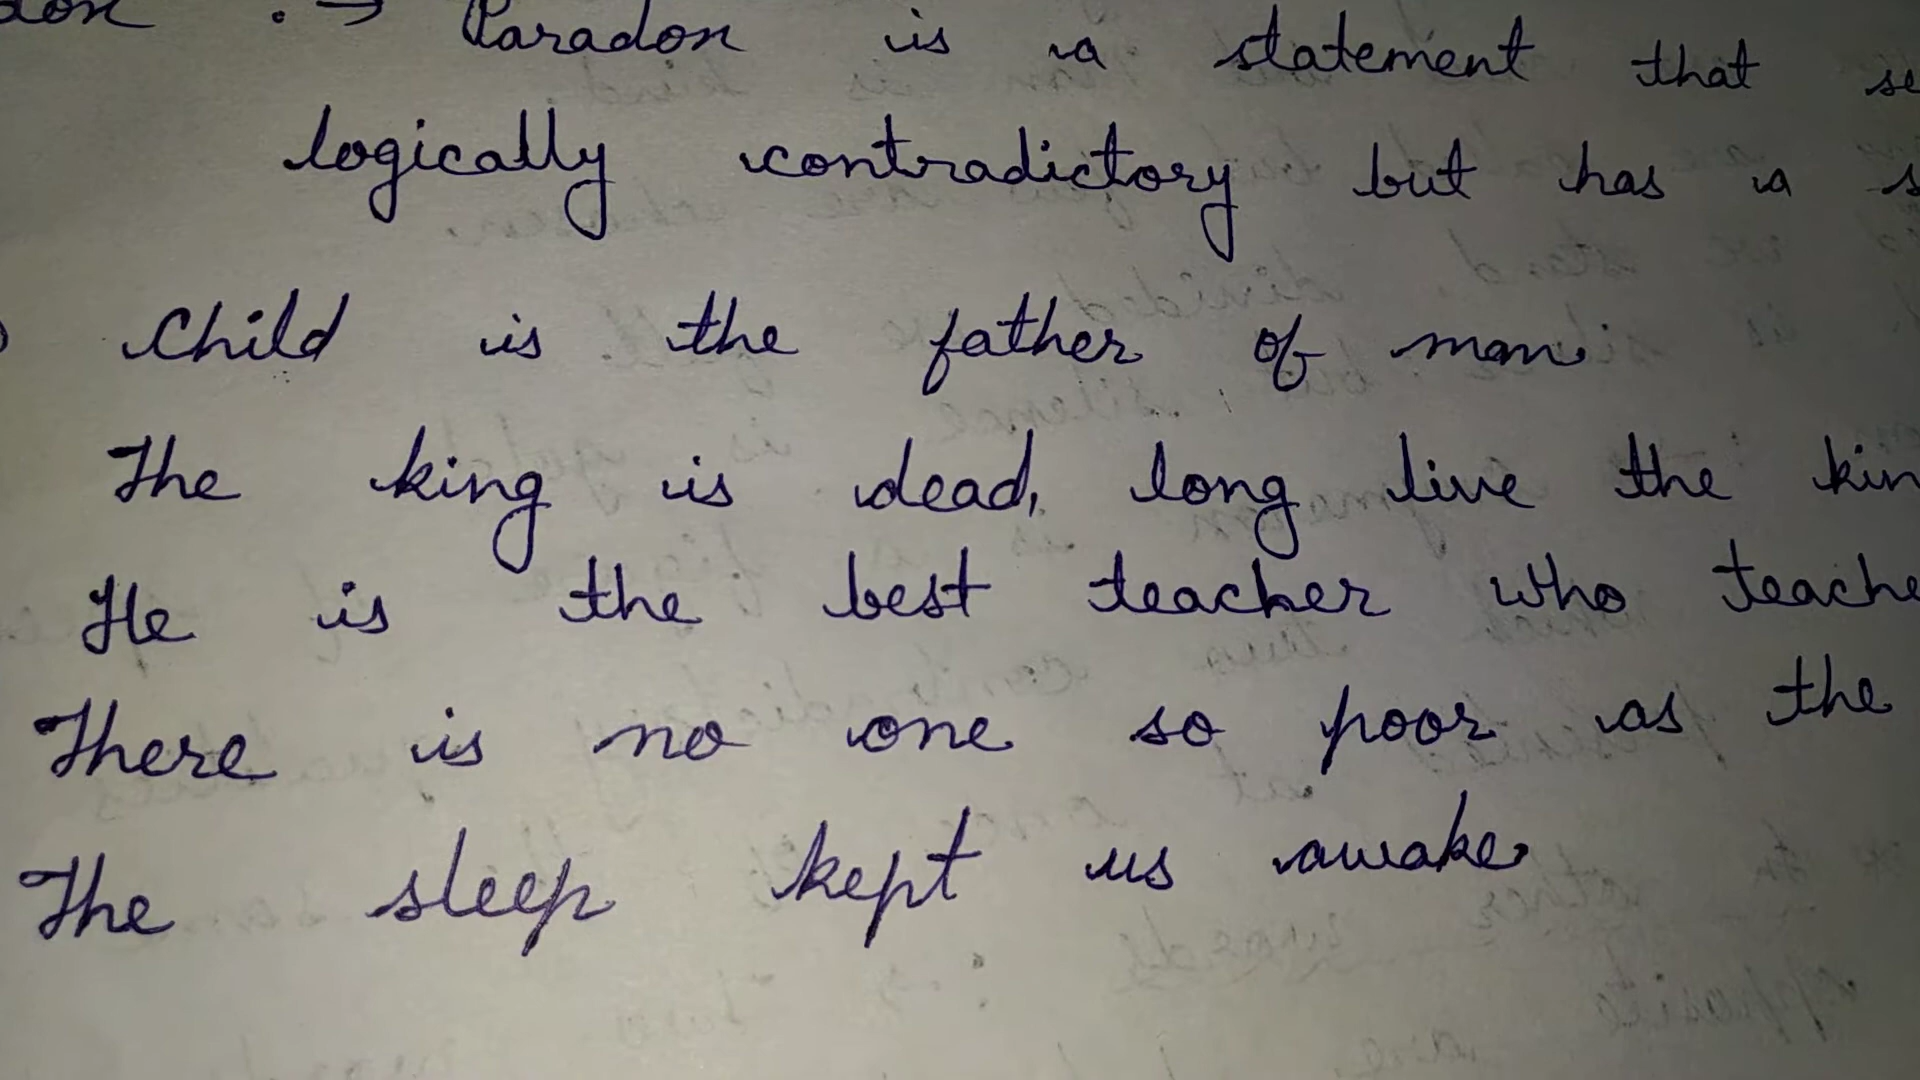 Paradox is a statement that
logically contradictory but has a
Child is the father of man.
The king is dead, long live the
He is the best teacher who
There is no one so poor as the
The sleep kept us awake